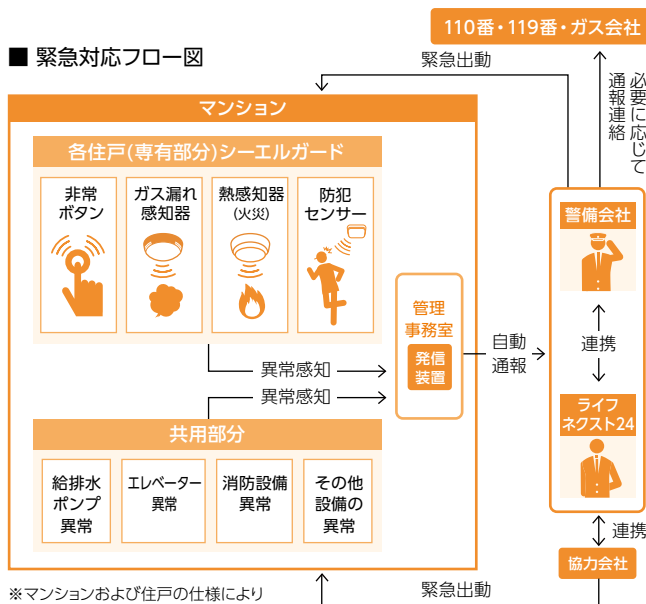 110番・119番・ガス会社
■ 緊急対応フロー図
緊急出動
必要に応じて
通報連絡
マンション
各住戸(専有部分)シーエルガード
非常
ボタン
ガス漏れ
感知器
熱感知器
(火災)
防犯
センサー
警備会社
管理
事務室
発信
装置
自動
通報
連携
異常感知
異常感知
ライフ
ネクスト24
共用部分
給排水
ポンプ
異常
エレベーター
異常
消防設備
異常
その他
設備の
異常
連携
協力会社
緊急出動
※マンションおよび住戸の仕様により